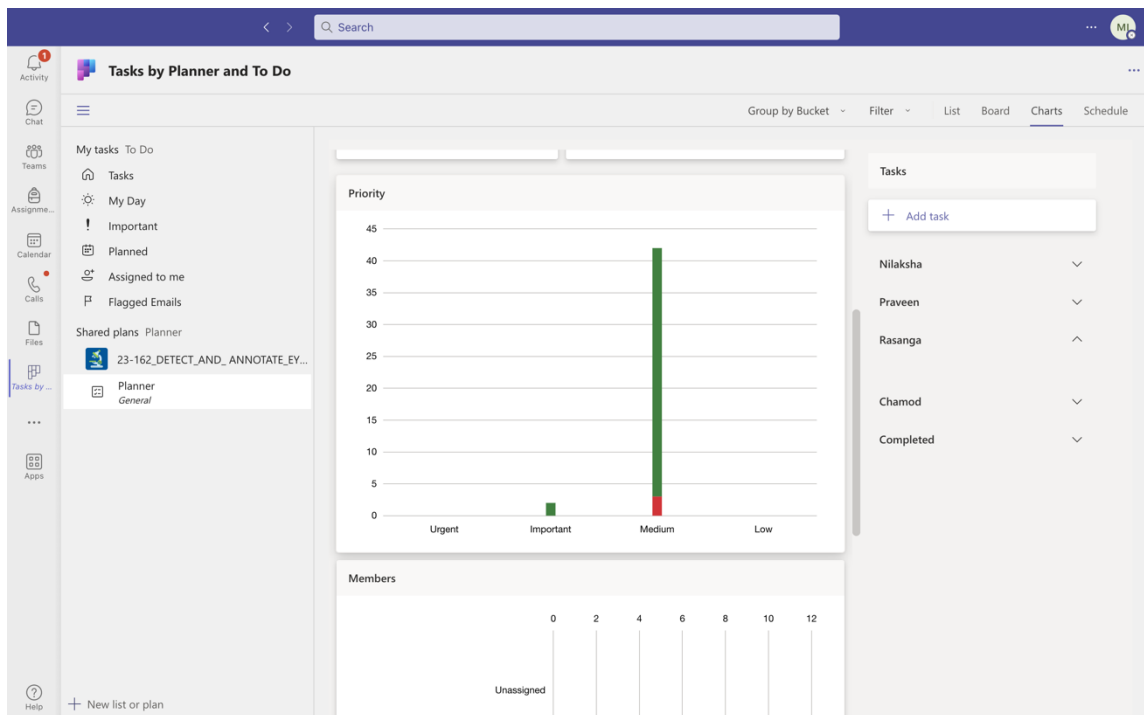 Search
ML
1
Activity
Chat
Teams
Assignme...
Calendar
Calls
Files
Tasks by ...
Apps
Help
Tasks by Planner and To Do
Group by Bucket
Filter
List
Board
Charts
Schedule
My tasks To Do
Tasks
My Day
Important
Planned
Assigned to me
Flagged Emails
Shared plans Planner
23-162_DETECT_AND_ ANNOTATE_EY...
Planner
General
New list or plan
Priority
45
40
35
30
25
20
15
10
5
0
Urgent Important Medium Low
Members
0 2 4 6 8 10 12
Unassigned
Tasks
Add task
Nilaksha
Praveen
Rasanga
Chamod
Completed